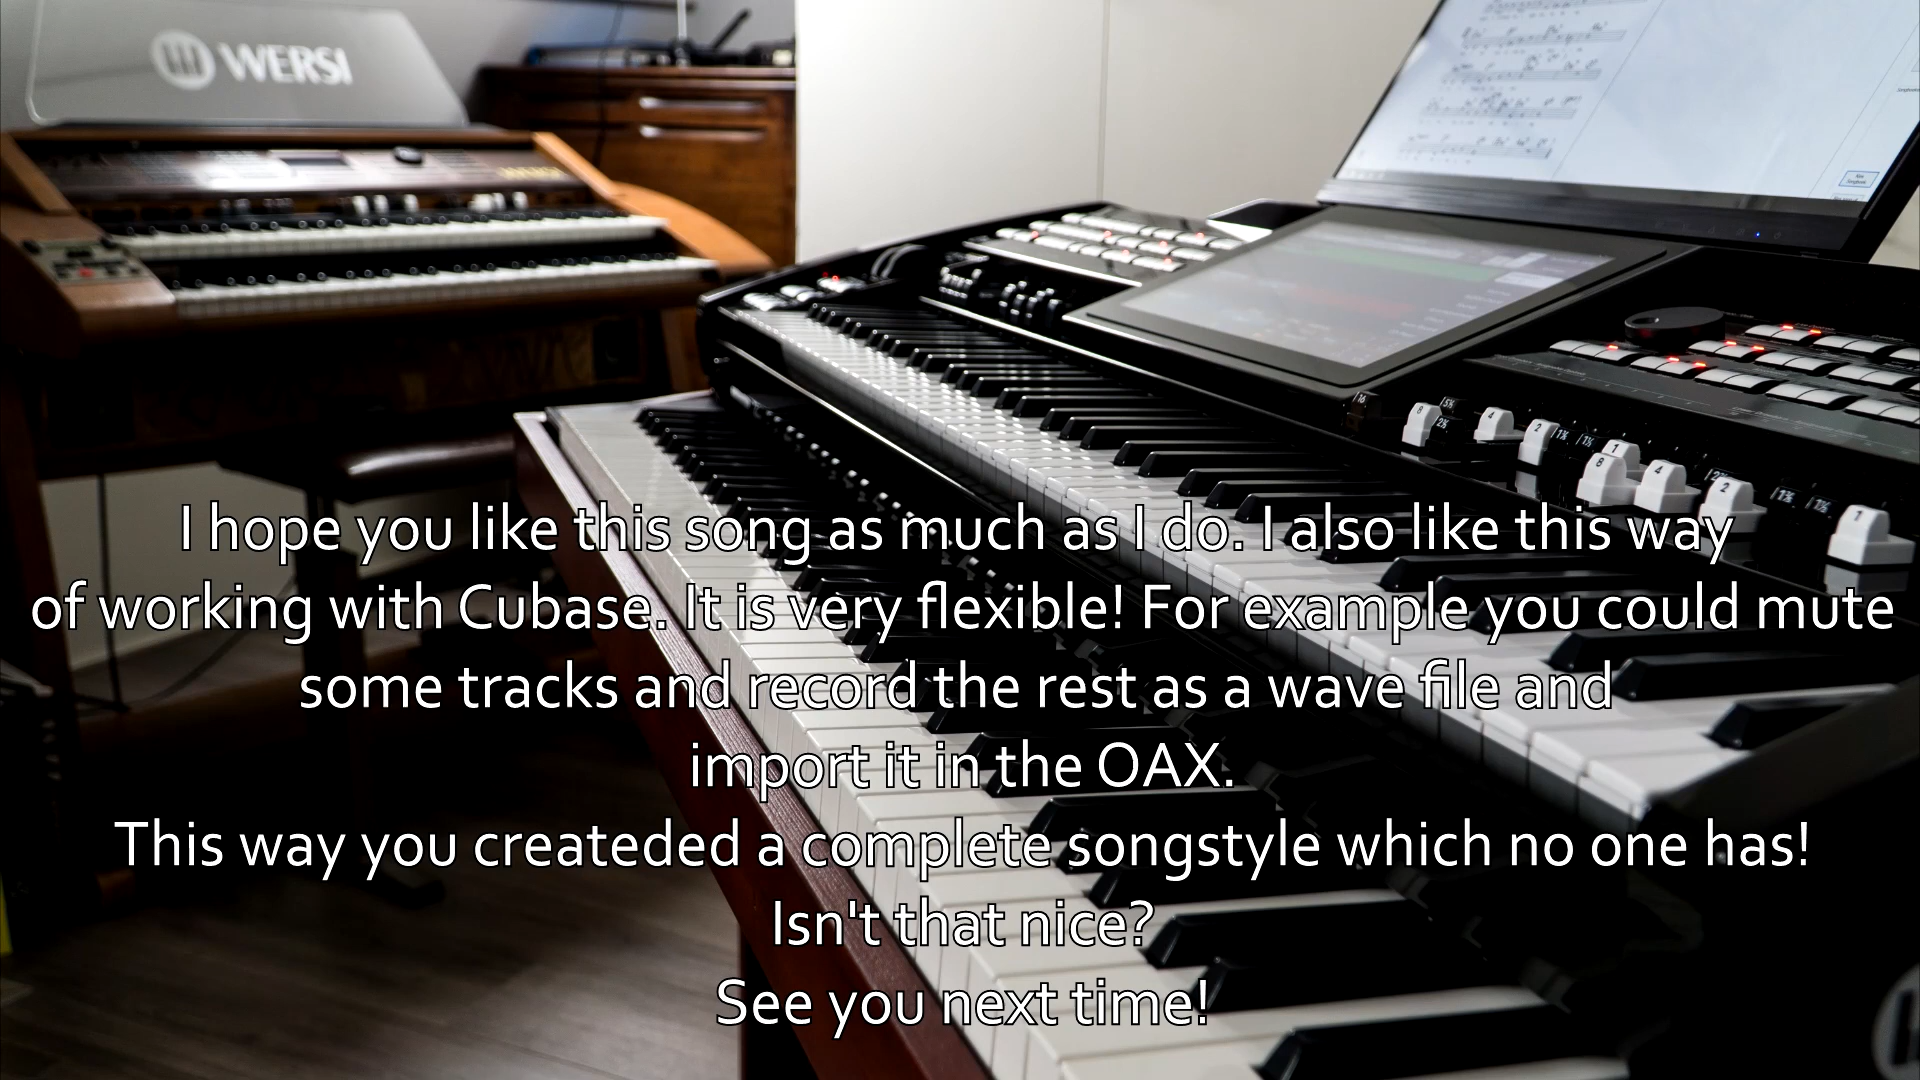 WERSI
I hope you like this song as much as I do. I also like this way
of working with Cubase. It is very flexible! For example you could mute
some tracks and record the rest as a wave file and
import it in the OAX.
This way you createded a complete songstyle which no one has!
Isn't that nice?
See you next time!